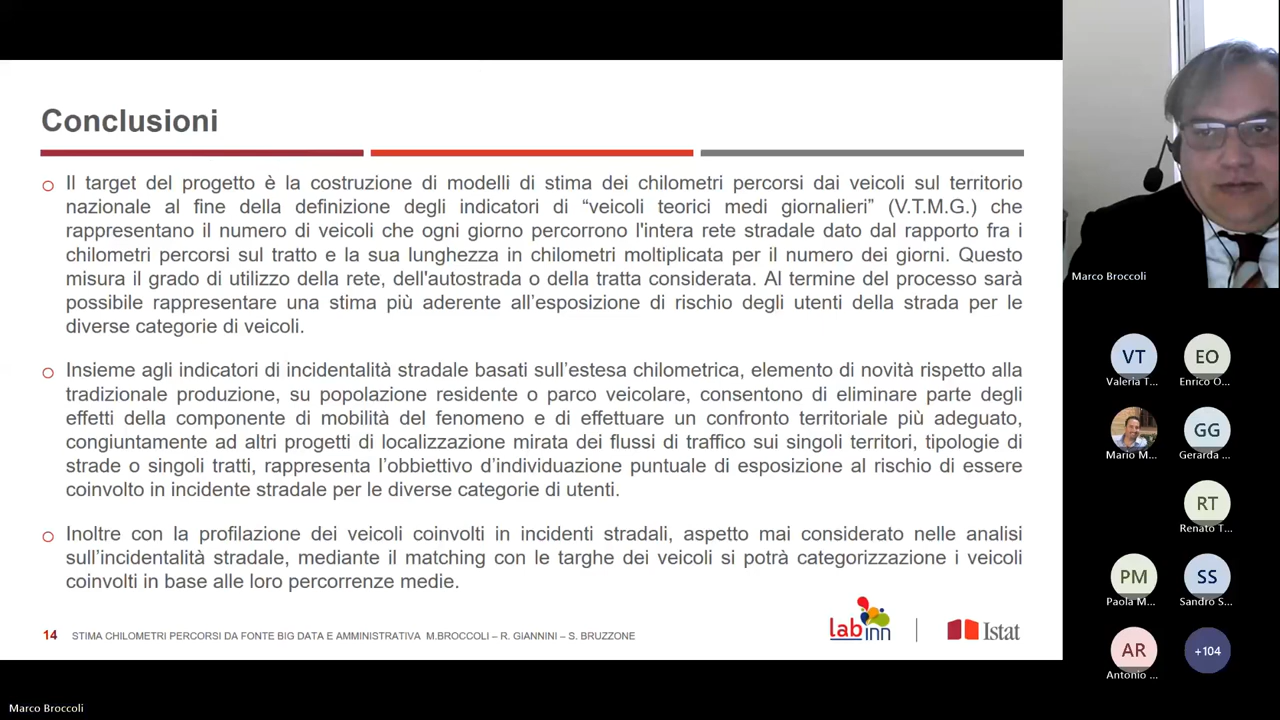 Conclusioni
Il target del progetto è la costruzione di modelli di stima dei chilometri percorsi dai veicoli sul territorio
nazionale al fine della definizione degli indicatori di “veicoli teorici medi giornalieri” (V.T.M.G.) che
rappresentano il numero di veicoli che ogni giorno percorrono l'intera rete stradale dato dal rapporto fra i
chilometri percorsi sul tratto e la sua lunghezza in chilometri moltiplicata per il numero dei giorni. Questo
misura il grado di utilizzo della rete, dell'autostrada o della tratta considerata. Al termine del processo sarà
possibile rappresentare una stima più aderente all’esposizione di rischio degli utenti della strada per le
diverse categorie di veicoli.
Insieme agli indicatori di incidentalità stradale basati sull’estesa chilometrica, elemento di novità rispetto alla
tradizionale produzione, su popolazione residente o parco veicolare, consentono di eliminare parte degli
effetti della componente di mobilità del fenomeno e di effettuare un confronto territoriale più adeguato,
congiuntamente ad altri progetti di localizzazione mirata dei flussi di traffico sui singoli territori, tipologie di
strade o singoli tratti, rappresenta l’obbiettivo d’individuazione puntuale di esposizione al rischio di essere
coinvolto in incidente stradale per le diverse categorie di utenti.
Inoltre con la profilazione dei veicoli coinvolti in incidenti stradali, aspetto mai considerato nelle analisi
sull’incidentalità stradale, mediante il matching con le targhe dei veicoli si potrà categorizzazione i veicoli
coinvolti in base alle loro percorrenze medie.
14 STIMA CHILOMETRI PERCORSI DA FONTE BIG DATA E AMMINISTRATIVA M.BROCCOLI – R. GIANNINI – S. BRUZZONE
lab inn
Istat
Marco Broccoli
VT
Valeria T...
EO
Enrico O...
Mario M...
GG
Gerarda ...
RT
Renato T...
PM
Paola M...
SS
Sandro S...
AR
Antonio ...
+104
Marco Broccoli